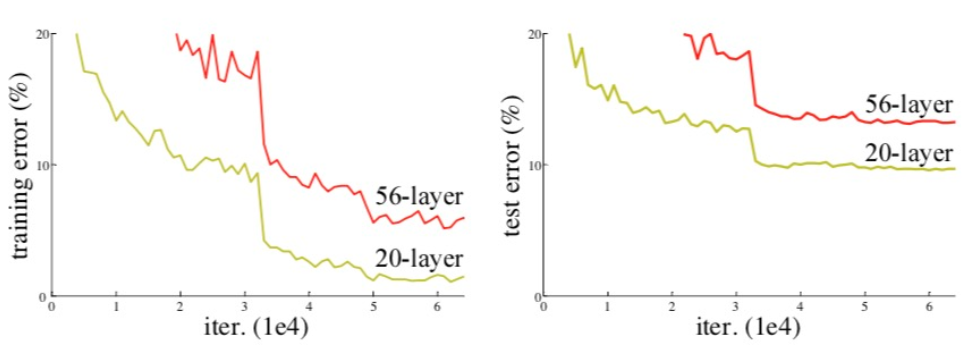 20
10
0
training error (%)
56-layer
20-layer
0 1 2 3 4 5 6
iter. (1e4)
20
10
0
test error (%)
56-layer
20-layer
0 1 2 3 4 5 6
iter. (1e4)